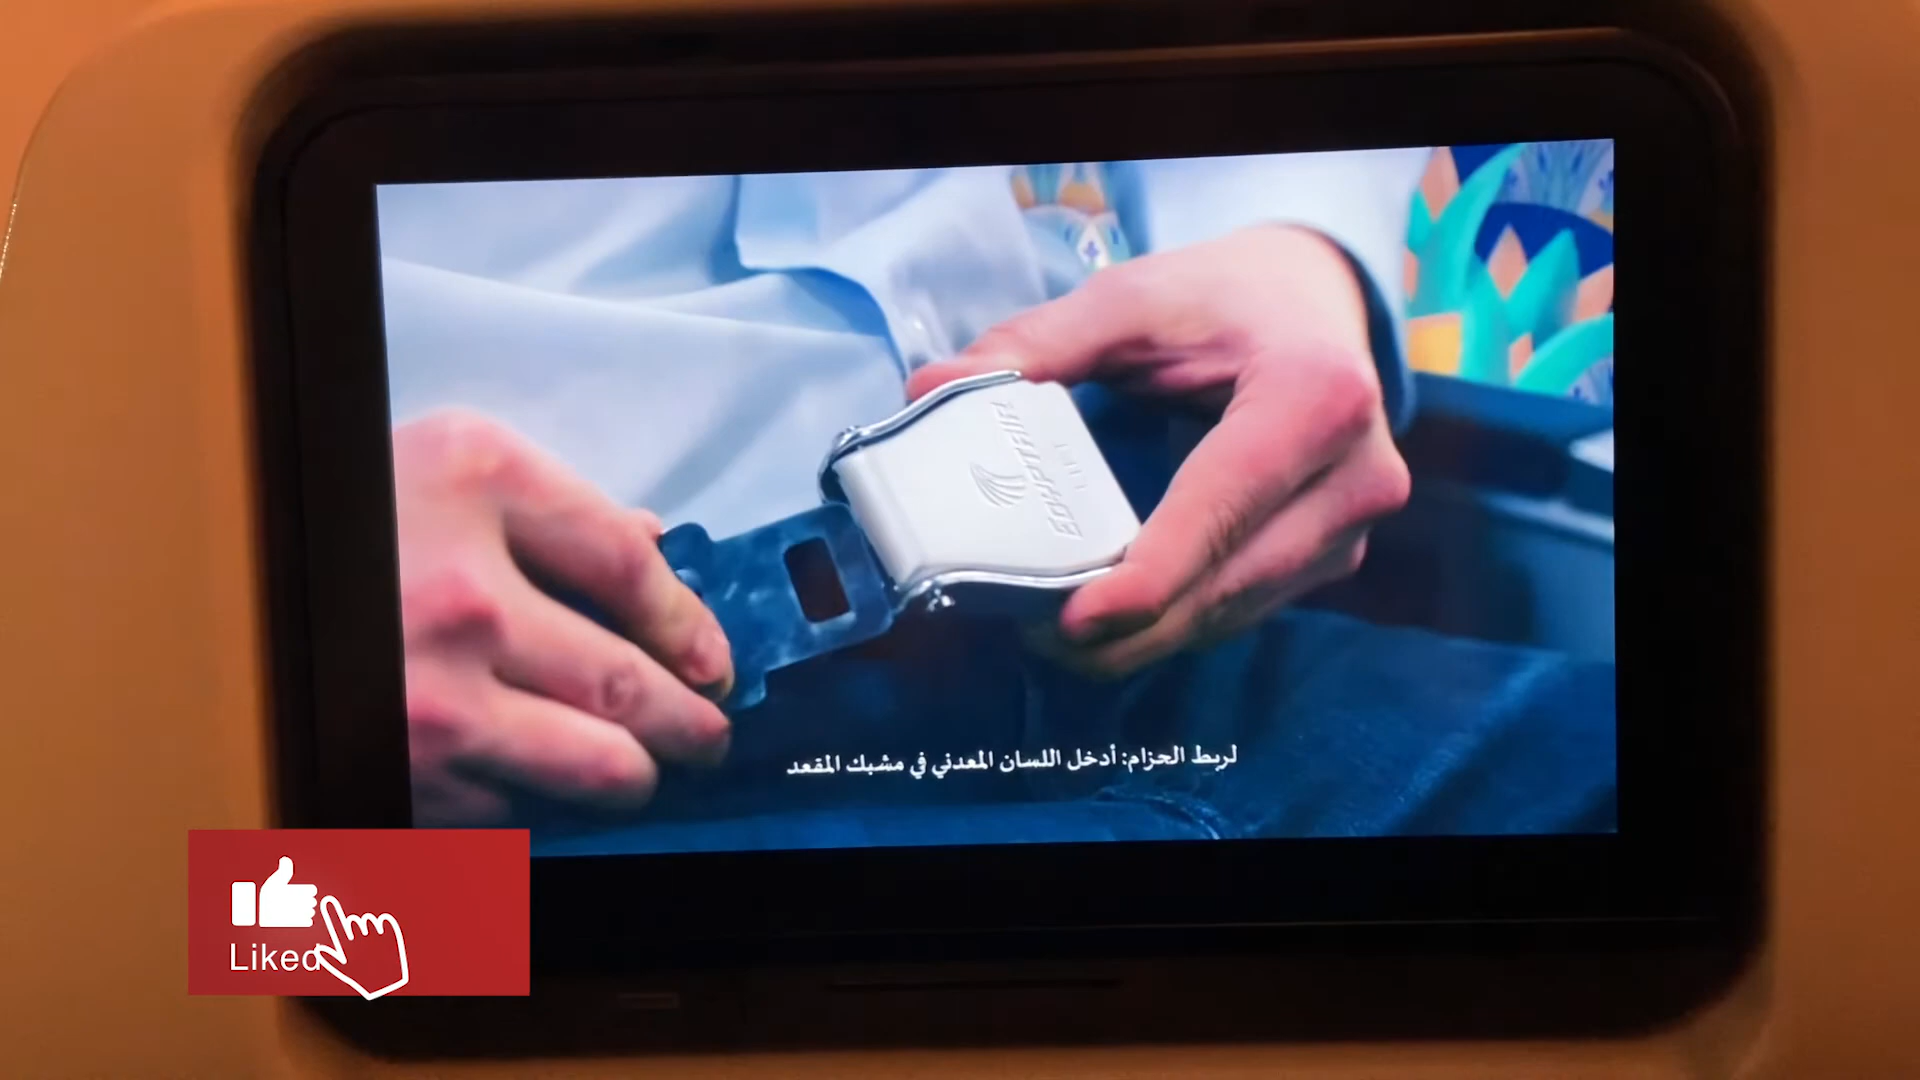 EGYPTAIR
لربط الحزام: أدخل اللسان المعدني في مشبك المقعد
Liked